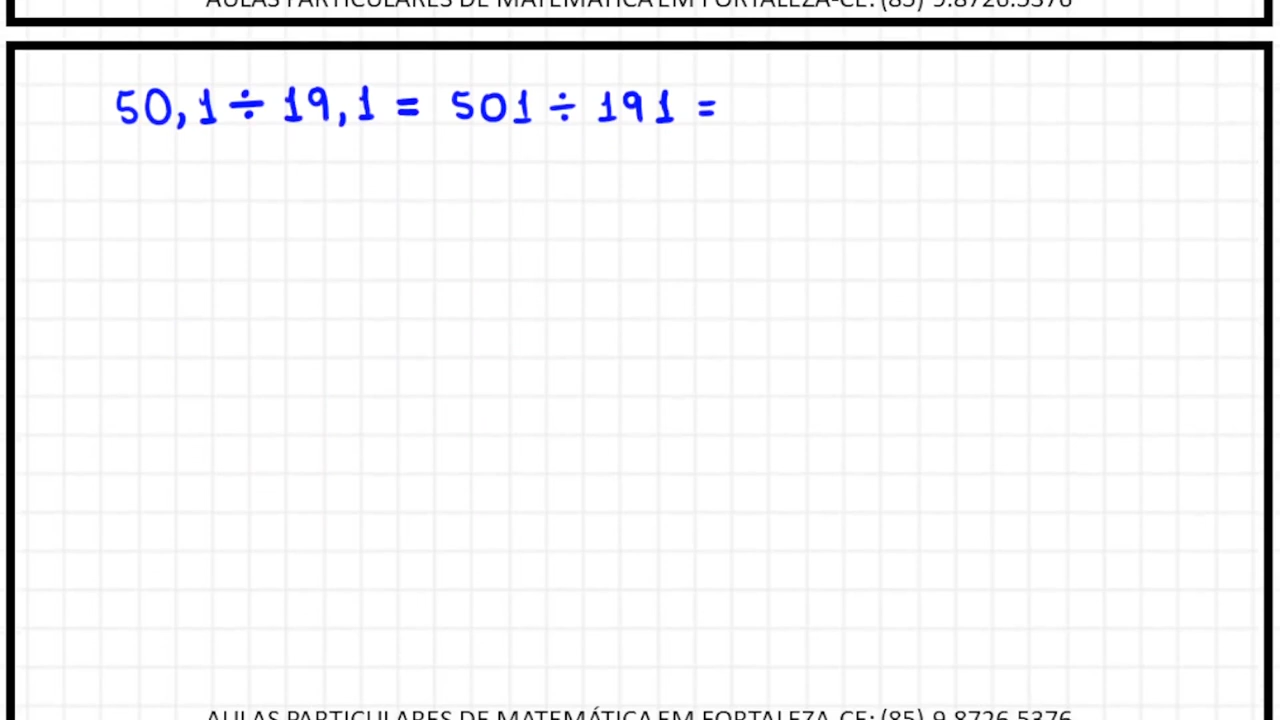 AULAS PARTICULARES DE MATEMÁTICA EM FORTALEZA-CE: (85) 9.8726.5376
50,1 ÷ 19,1 = 501 ÷ 191 =
AULAS PARTICULARES DE MATEMÁTICA EM FORTALEZA-CE: (85) 9.8726.5376